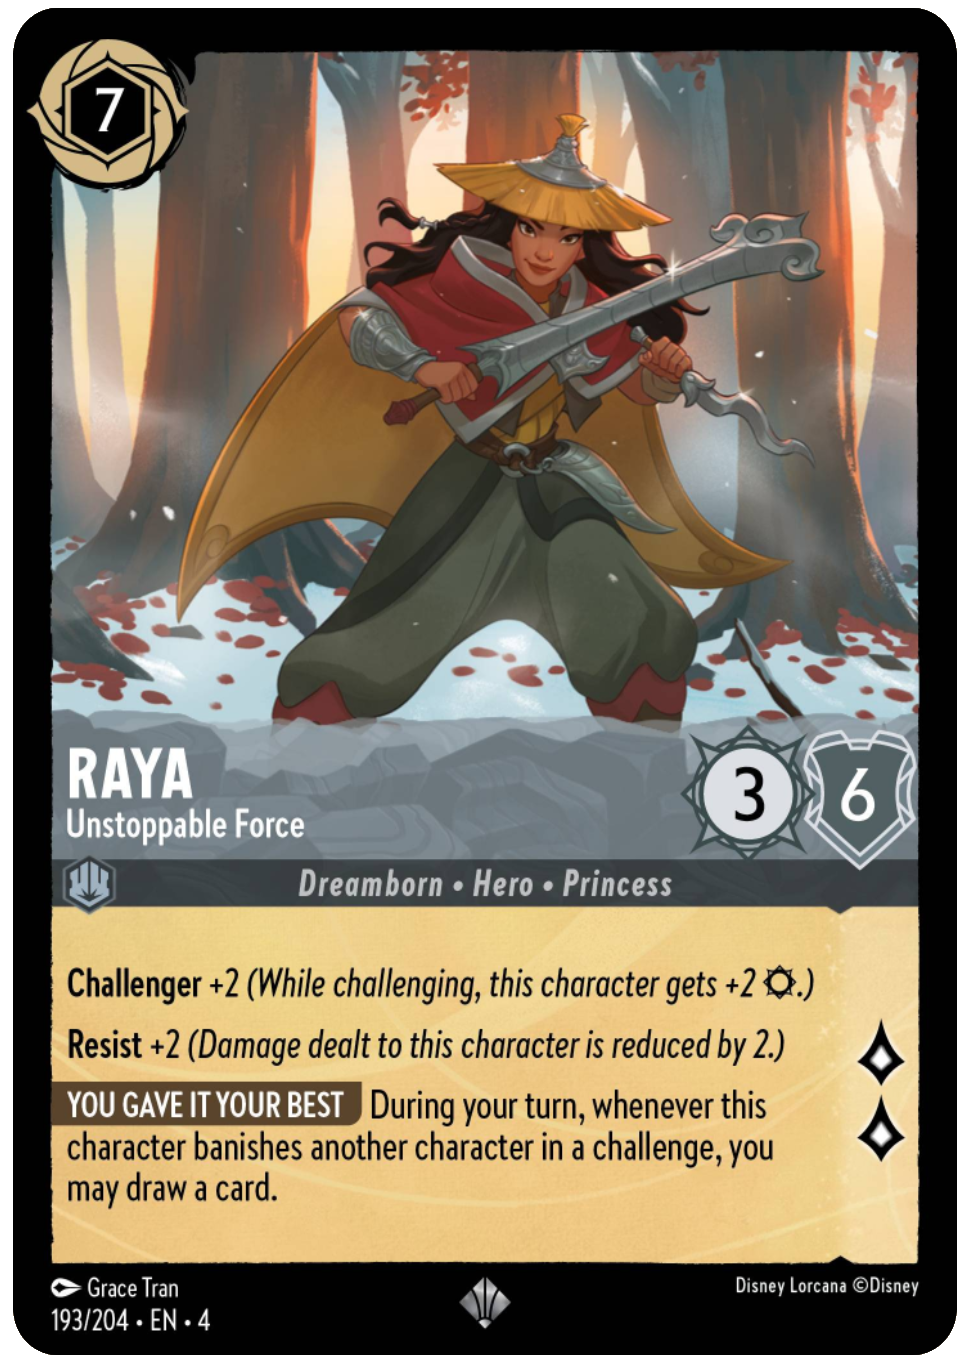 7
RAYA
Unstoppable Force
3
6
Dreamborn • Hero • Princess
Challenger +2 (While challenging, this character gets +2 .)
Resist +2 (Damage dealt to this character is reduced by 2.)
YOU GAVE IT YOUR BEST During your turn, whenever this
character banishes another character in a challenge, you
may draw a card.
Grace Tran
193/204 • EN • 4
Disney Lorcana ©Disney